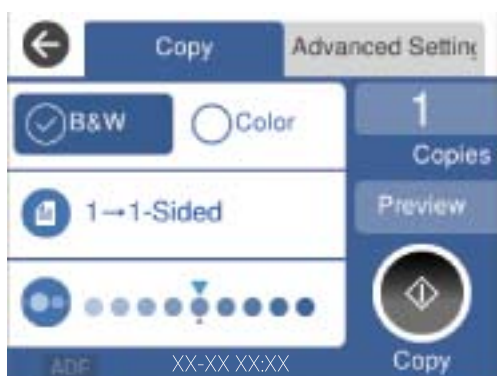 Copy
Advanced Setting
B&W
Color
1
Copies
1→1-Sided
Preview
ADF
XX-XX XX:XX
Copy